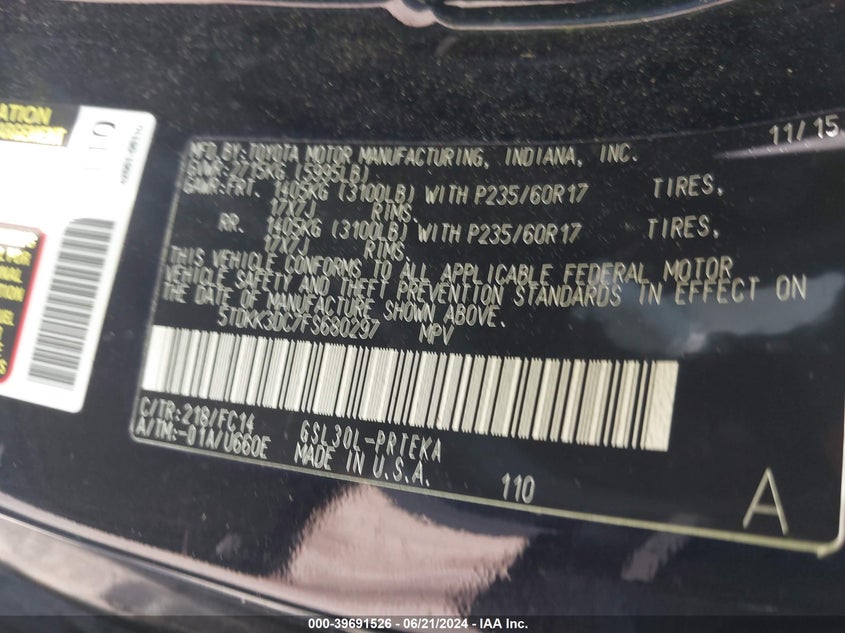 ATION
11/15
MFD.BY:TOYOTA MOTOR MANUFACTURING, INDIANA, INC.
GVWR:2715KG (5995LB)
GAWR:FRT. 1405KG (3100LB) WITH P235/60R17 TIRES,
17X7J RIMS.
RR. 1405KG (3100LB) WITH P235/60R17 TIRES,
17X7J RIMS.
THIS VEHICLE CONFORMS TO ALL APPLICABLE FEDERAL MOTOR
VEHICLE SAFETY AND THEFT PREVENTION STANDARDS IN EFFECT ON
THE DATE OF MANUFACTURE SHOWN ABOVE.
5TDKK3DC7FS680297 MPV
C/TR:218/FC14
A/TM:-01A/U660E
GSL30L-PRTEKA
MADE IN U.S.A.
110
A
000-39691526 - 06/21/2024 - IAA Inc.